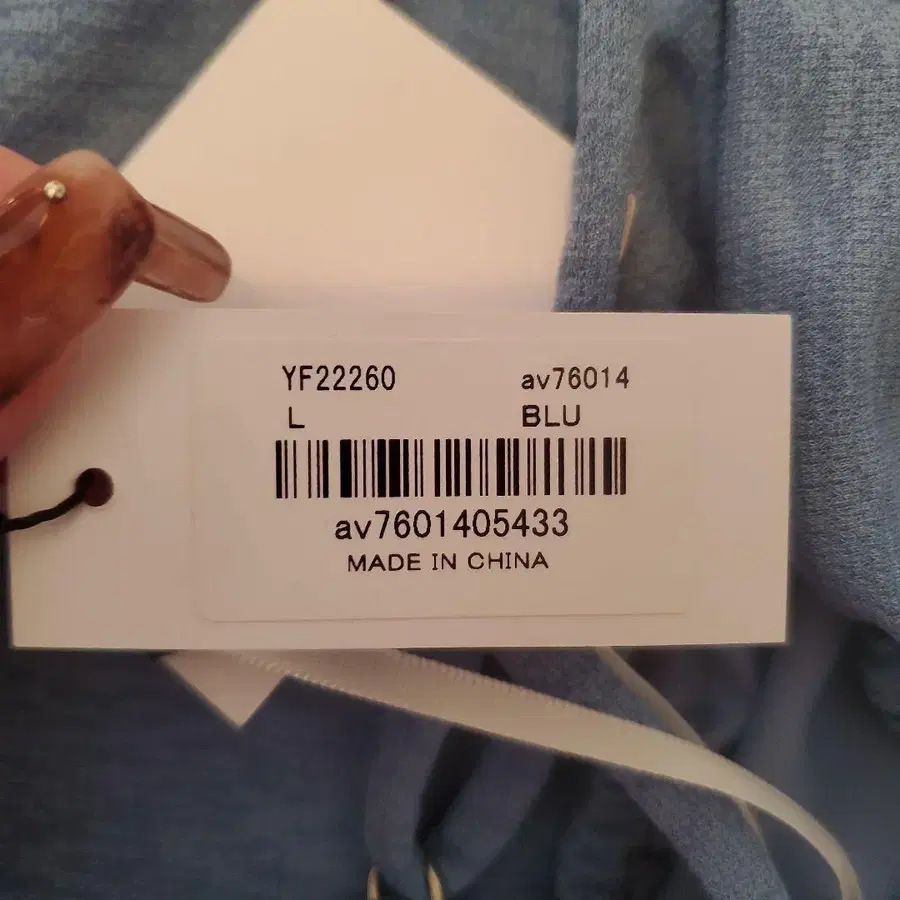 YF22260 av76014
L BLU
av7601405433
MADE IN CHINA